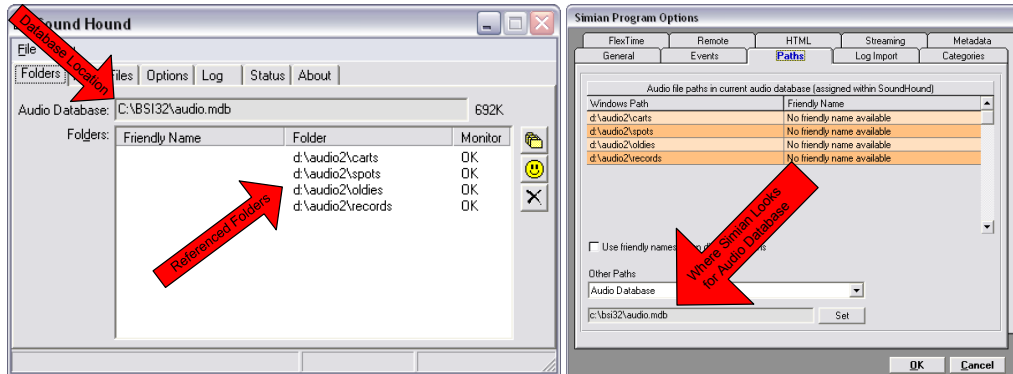 Sound Hound
File
Database Location
Folders
Files
Options
Log
Status
About
Audio Database:
C:\BSI32\audio.mdb
692K
Folders:
Friendly Name
Folder
Monitor
d:\audio2\carts
OK
d:\audio2\spots
OK
d:\audio2\oldies
OK
d:\audio2\records
OK
Referenced Folders
Simian Program Options
FlexTime
Remote
HTML
Streaming
Metadata
General
Events
Paths
Log Import
Categories
Audio file paths in current audio database (assigned within SoundHound)
Windows Path
Friendly Name
d:\audio2\carts
No friendly name available
d:\audio2\spots
No friendly name available
d:\audio2\oldies
No friendly name available
d:\audio2\records
No friendly name available
Use friendly names
Where Simian Looks
for Audio Database
Other Paths
Audio Database
c:\bsi32\audio.mdb
Set
OK
Cancel